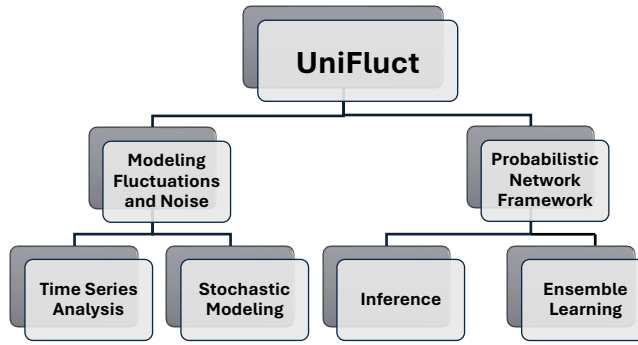 UniFluct
Modeling
Fluctuations
and Noise
Probabilistic
Network
Framework
Time Series
Analysis
Stochastic
Modeling
Inference
Ensemble
Learning